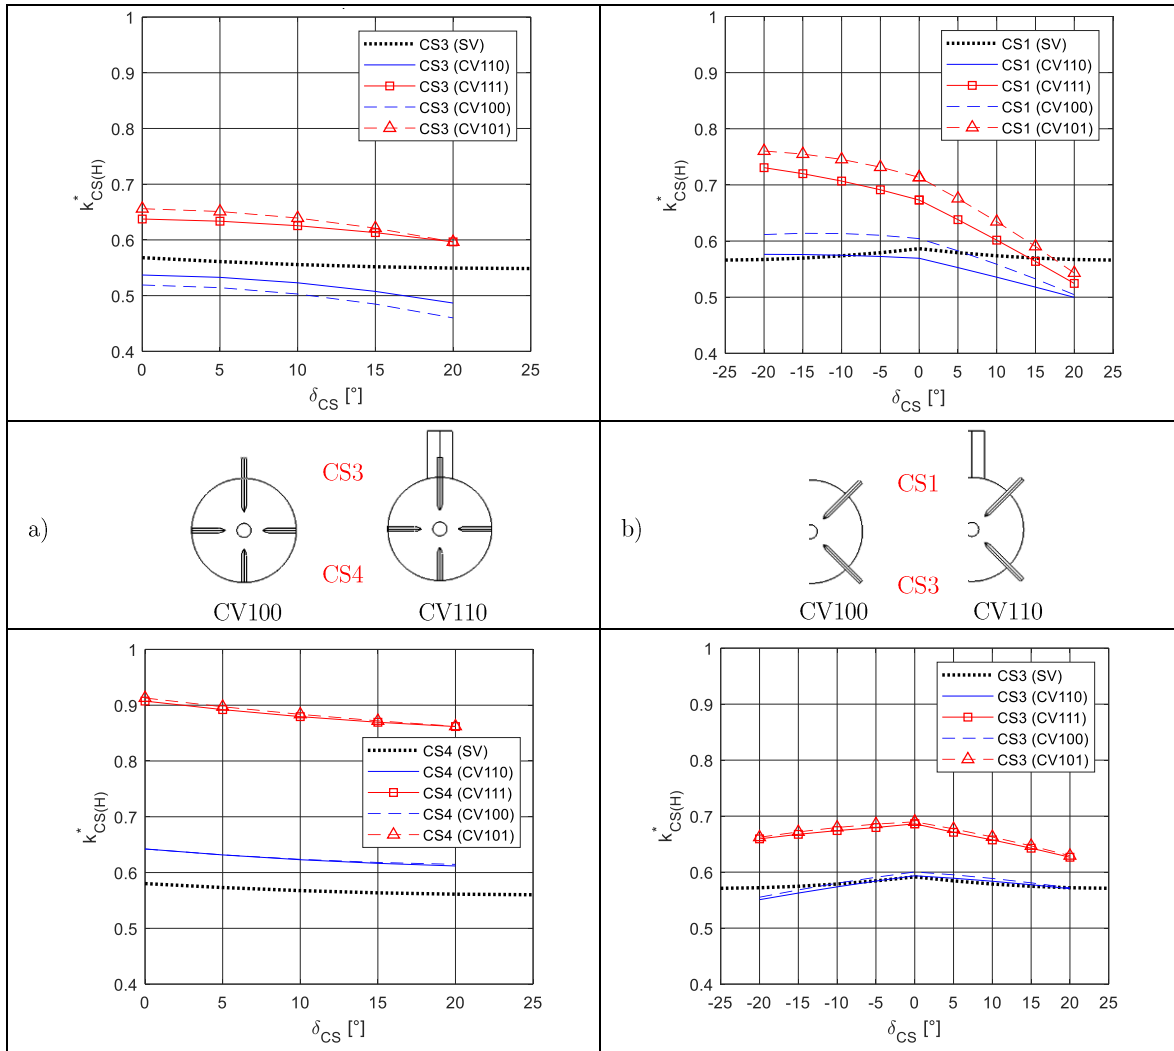 1
0.9
0.8
0.7
0.6
0.5
0.4
0 5 10 15 20 25
k*CS(H)
δCS [°]
CS3 (SV)
CS3 (CV110)
CS3 (CV111)
CS3 (CV100)
CS3 (CV101)
1
0.9
0.8
0.7
0.6
0.5
0.4
-25 -20 -15 -10 -5 0 5 10 15 20 25
k*CS(H)
δCS [°]
CS1 (SV)
CS1 (CV110)
CS1 (CV111)
CS1 (CV100)
CS1 (CV101)
a)
CS3
CS4
CV100
CV110
b)
CS1
CS3
CV100
CV110
1
0.9
0.8
0.7
0.6
0.5
0.4
0 5 10 15 20 25
k*CS(H)
δCS [°]
CS4 (SV)
CS4 (CV110)
CS4 (CV111)
CS4 (CV100)
CS4 (CV101)
1
0.9
0.8
0.7
0.6
0.5
0.4
-25 -20 -15 -10 -5 0 5 10 15 20 25
k*CS(H)
δCS [°]
CS3 (SV)
CS3 (CV110)
CS3 (CV111)
CS3 (CV100)
CS3 (CV101)